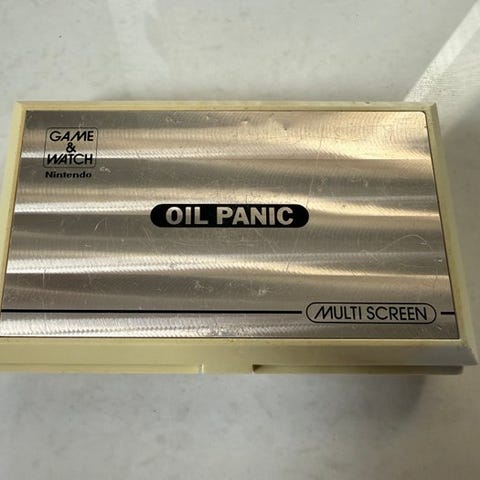 GAME
&
WATCH
Nintendo
OIL PANIC
MULTI SCREEN